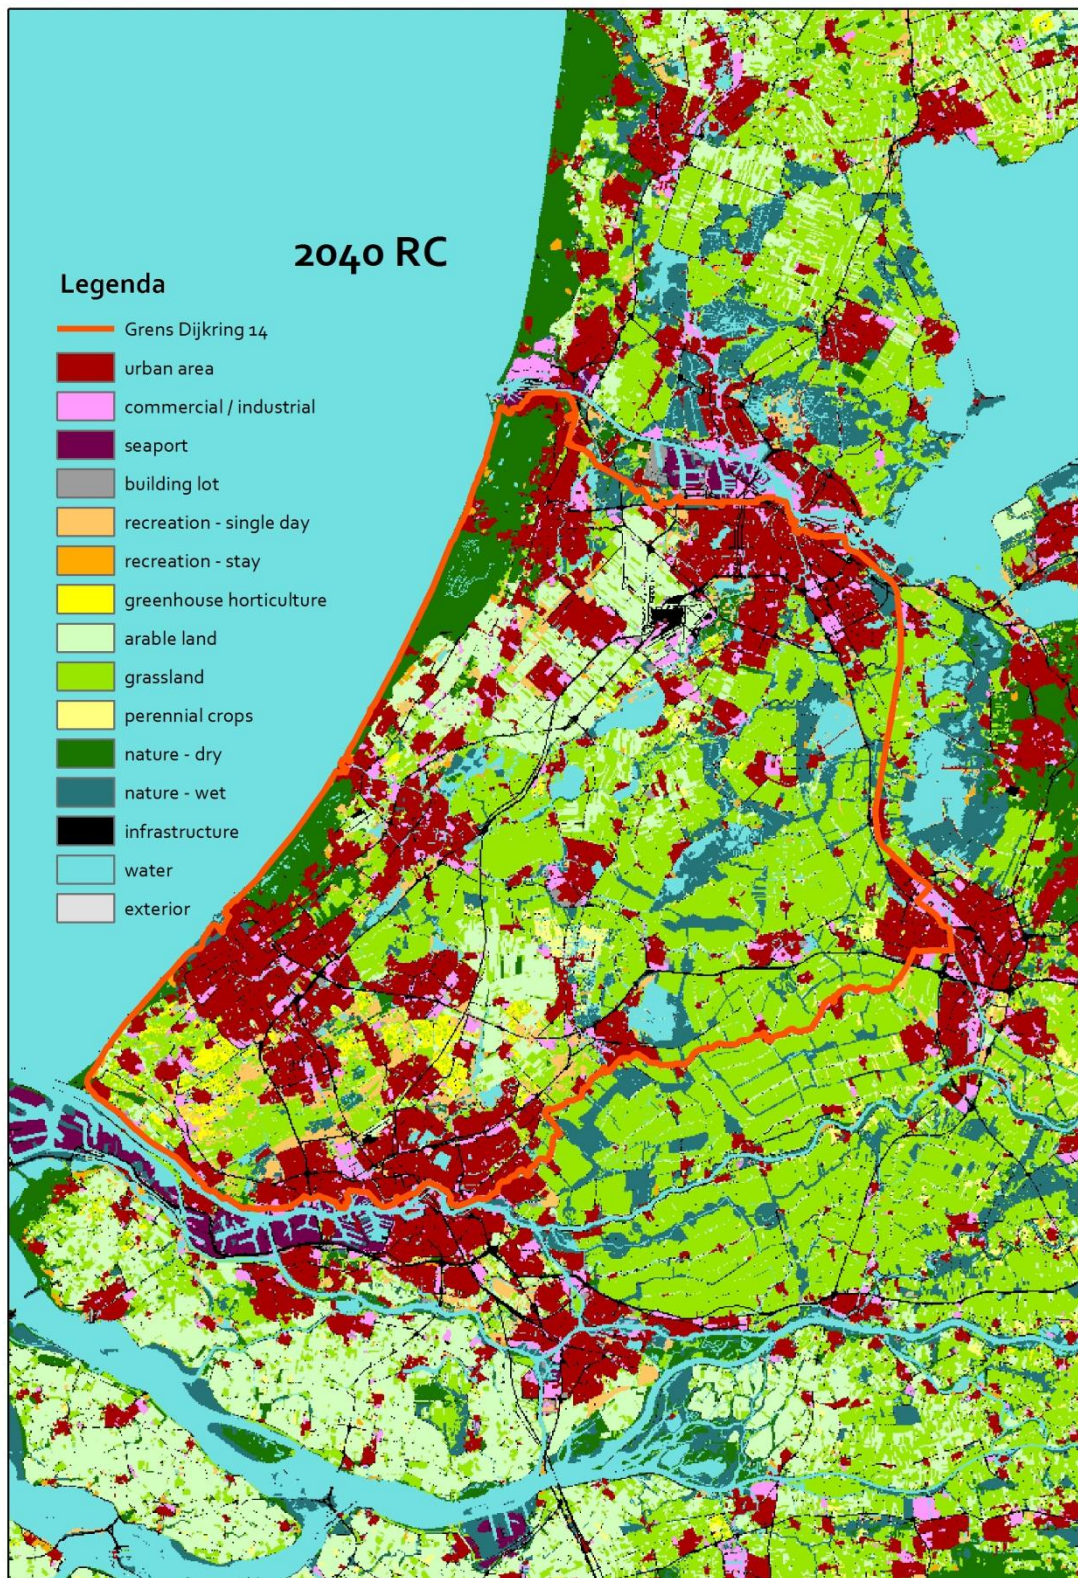 2040 RC
Legenda
Grens Dijkring 14
urban area
commercial / industrial
seaport
building lot
recreation - single day
recreation - stay
greenhouse horticulture
arable land
grassland
perennial crops
nature - dry
nature - wet
infrastructure
water
exterior